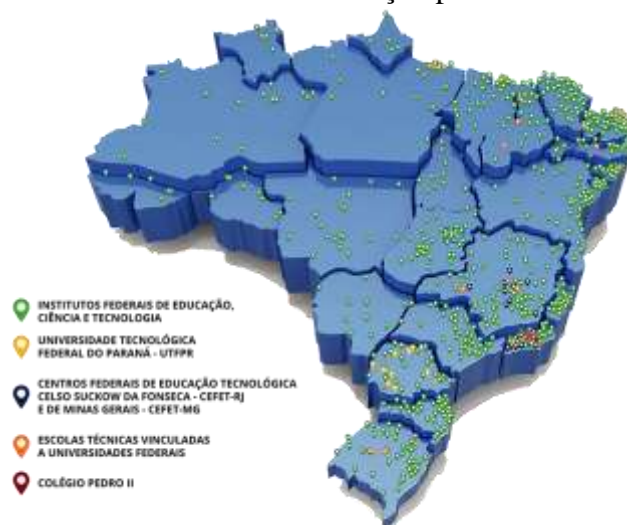 INSTITUTOS FEDERAIS DE EDUCAÇÃO,
CIÊNCIA E TECNOLOGIA
UNIVERSIDADE TECNOLÓGICA
FEDERAL DO PARANÁ - UTFPR
CENTROS FEDERAIS DE EDUCAÇÃO TECNOLÓGICA
CELSO SUCKOW DA FONSECA - CEFET-RJ
E DE MINAS GERAIS - CEFET-MG
ESCOLAS TÉCNICAS VINCULADAS
A UNIVERSIDADES FEDERAIS
COLÉGIO PEDRO II